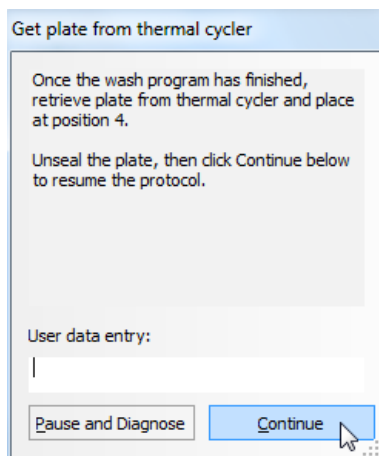 Get plate from thermal cycler
Once the wash program has finished,
retrieve plate from thermal cycler and place
at position 4.
Unseal the plate, then click Continue below
to resume the protocol.
User data entry:
Pause and Diagnose
Continue